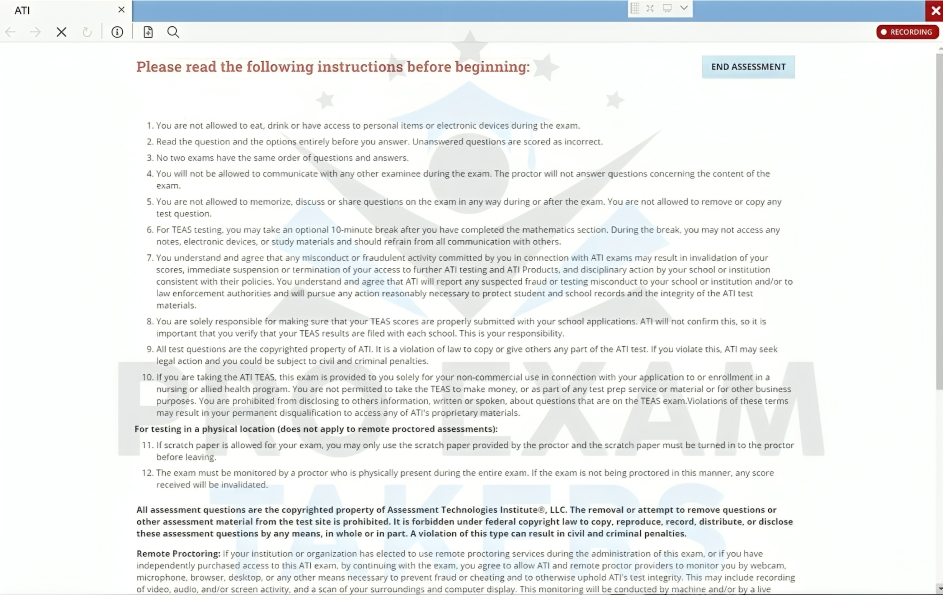 ATI
RECORDING
Please read the following instructions before beginning:
END ASSESSMENT
1. You are not allowed to eat, drink or have access to personal items or electronic devices during the exam.
2. Read the question and the options entirely before you answer. Unanswered questions are scored as incorrect.
3. No two exams have the same order of questions and answers.
4. You will not be allowed to communicate with any other examinee during the exam. The proctor will not answer questions concerning the content of the
exam.
5. You are not allowed to memorize, discuss or share questions on the exam in any way during or after the exam. You are not allowed to remove or copy any
test question.
6. For TEAS testing, you may take an optional 10-minute break after you have completed the mathematics section. During the break, you may not access any
notes, electronic devices, or study materials and should refrain from all communication with others.
7. You understand and agree that any misconduct or fraudulent activity committed by you in connection with ATI exams may result in invalidation of your
scores, immediate suspension or termination of your access to further ATI testing and ATI Products, and disciplinary action by your school or institution
consistent with their policies. You understand and agree that ATI will report any suspected fraud or testing misconduct to your school or institution and/or to
law enforcement authorities and will pursue any action reasonably necessary to protect student and school records and the integrity of the ATI test
materials.
8. You are solely responsible for making sure that your TEAS scores are properly submitted with your school applications. ATI will not confirm this, so it is
important that you verify that your TEAS results are filed with each school. This is your responsibility.
9. All test questions are the copyrighted property of ATI. It is a violation of law to copy or give others any part of the ATI test. If you violate this, ATI may seek
legal action and you could be subject to civil and criminal penalties.
10. If you are taking the ATI TEAS, this exam is provided to you solely for your non-commercial use in connection with your application to or enrollment in a
nursing or allied health program. You are not permitted to take the TEAS to make money, or as part of any test prep service or material or for other business
purposes. You are prohibited from disclosing to others information, written or spoken, about questions that are on the TEAS exam.Violations of these terms
may result in your permanent disqualification to access any of ATI's proprietary materials.
For testing in a physical location (does not apply to remote proctored assessments):
11. If scratch paper is allowed for your exam, you may only use the scratch paper provided by the proctor and the scratch paper must be turned in to the proctor
before leaving.
12. The exam must be monitored by a proctor who is physically present during the entire exam. If the exam is not being proctored in this manner, any score
received will be invalidated.
All assessment questions are the copyrighted property of Assessment Technologies Institute®, LLC. The removal or attempt to remove questions or
other assessment material from the test site is prohibited. It is forbidden under federal copyright law to copy, reproduce, record, distribute, or disclose
these assessment questions by any means, in whole or in part. A violation of this type can result in civil and criminal penalties.
Remote Proctoring: If your institution or organization has elected to use remote proctoring services during the administration of this exam, or if you have
independently purchased access to this ATI exam, by continuing with the exam, you agree to allow ATI and remote proctor providers to monitor you by webcam,
microphone, browser, desktop, or any other means necessary to prevent fraud or cheating and to otherwise uphold ATI's test integrity. This may include recording
of video, audio, and/or screen activity, and a scan of your surroundings and computer display. This monitoring will be conducted by machine and/or by a live
PRO EXAM
TAKERS